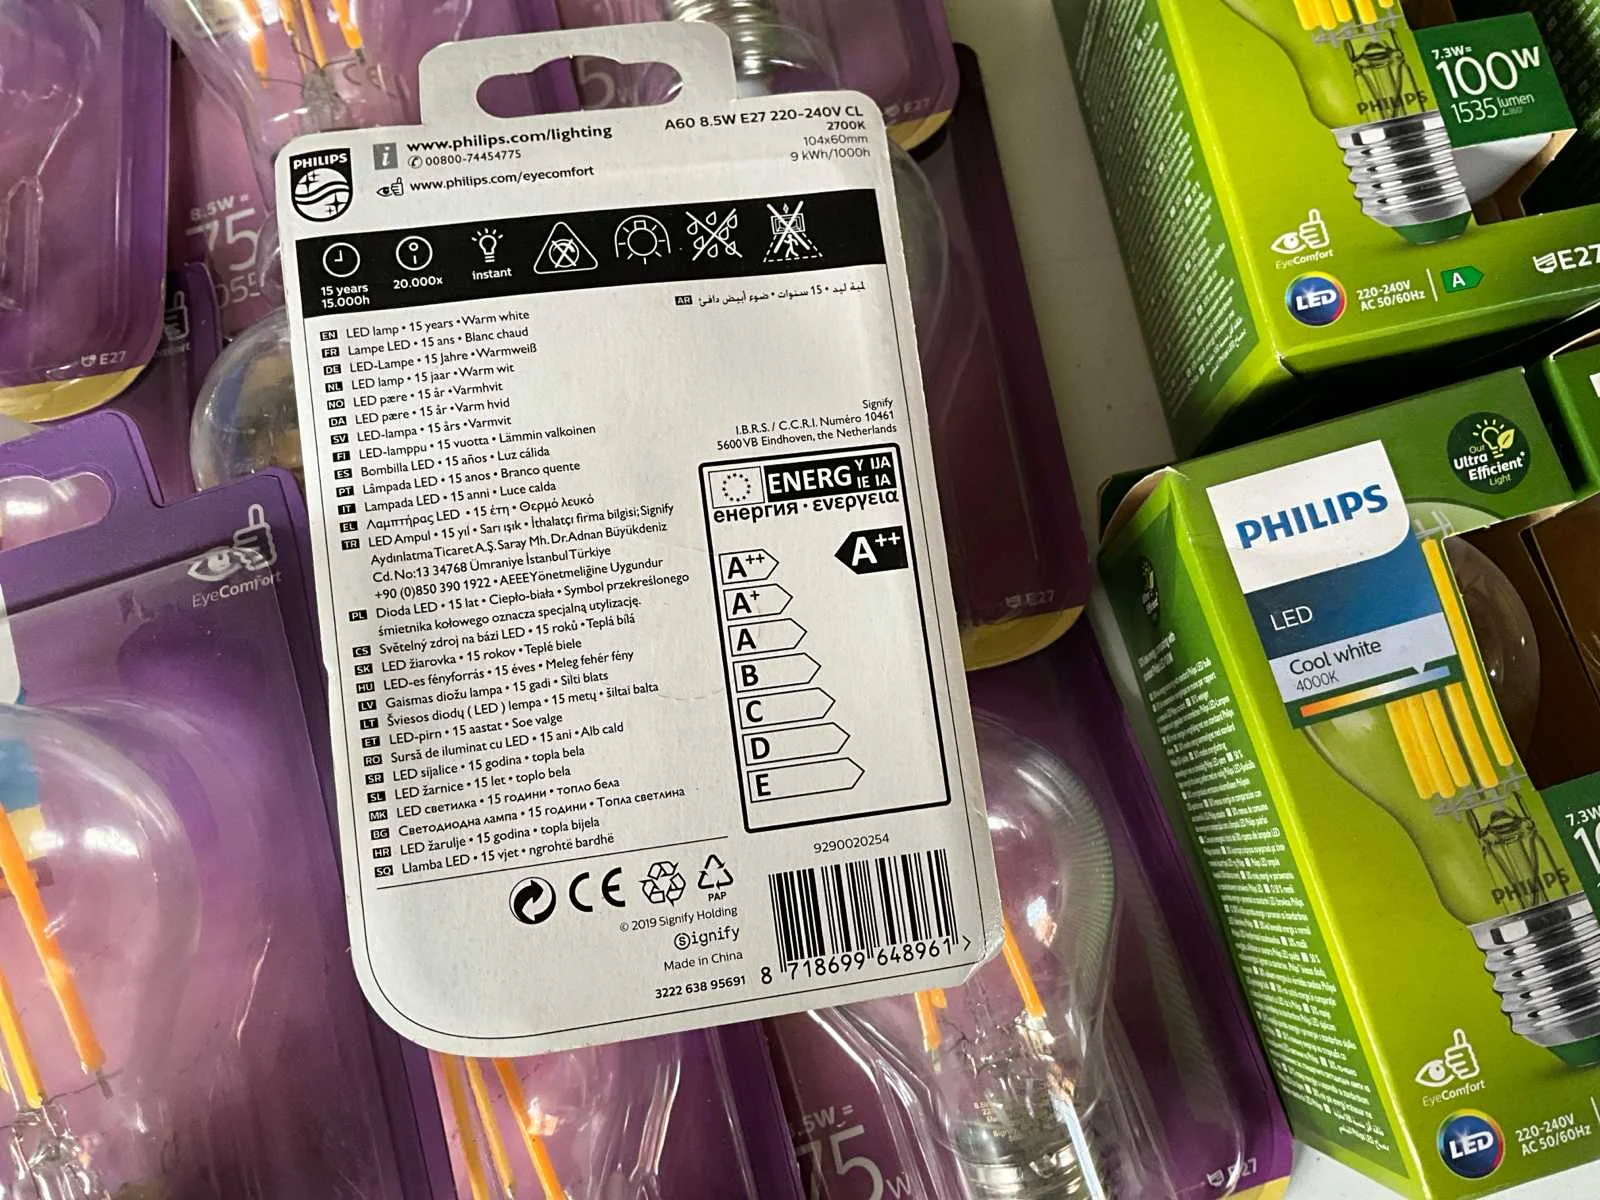 PHILIPS
www.philips.com/lighting
00800-74454775
www.philips.com/eyecomfort
A60 8.5W E27 220-240V CL
2700K
104x60mm
9 kWh/1000h
15 years
15.000h
20.000x
instant
EN LED lamp • 15 years • Warm white
FR Lampe LED • 15 ans • Blanc chaud
DE LED-Lampe • 15 Jahre • Warmweiß
NL LED lamp • 15 jaar • Warm wit
NO LED pære • 15 år • Varmhvit
DA LED pære • 15 år • Varm hvid
SV LED-lampa • 15 års • Varmvit
FI LED-lamppu • 15 vuotta • Lämmin valkoinen
ES Bombilla LED • 15 años • Luz cálida
PT Lâmpada LED • 15 anos • Branco quente
IT Lampada LED • 15 anni • Luce calda
EL Λαμπτήρας LED • 15 έτη • Θερμό λευκό
TR LED Ampul • 15 yıl • Sarı ışık • İthalatçı firma bilgisi;Signify
Aydınlatma Ticaret A.Ş. Saray Mh. Dr.Adnan Büyükdeniz
Cd. No:13 34768 Ümraniye İstanbul Türkiye
+90 (0)850 390 1922 • AEEE Yönetmeliğine Uygundur
PL Dioda LED • 15 lat • Ciepło-biała • Symbol przekreślonego
śmietnika kołowego oznacza specjalną utylizację.
CS Světelný zdroj na bázi LED • 15 roků • Teplá bílá
SK LED žiarovka • 15 rokov • Teplé biele
HU LED-es fényforrás • 15 éves • Meleg fehér fény
LV Gaismas diožu lampa • 15 gadi • Silti balts
LT Šviesos diodų ( LED ) lempa • 15 metų • šiltai balta
ET LED-pirn • 15 aastat • Soe valge
RO Sursă de iluminat cu LED • 15 ani • Alb cald
SR LED sijalice • 15 godina • topla bela
SL LED žarnice • 15 let • toplo bela
MK LED светилка • 15 години • топло бела
BG Светодиодна лампа • 15 години • Топла светлина
HR LED žarulje • 15 godina • topla bijela
SQ Llamba LED • 15 vjet • ngrohtë bardhë
AR لمبة ليد • 15 سنوات • ضوء أبيض دافئ
Signify
I.B.R.S. / C.C.R.I. Numéro 10461
5600 VB Eindhoven, the Netherlands
ENERG Y IJA
IE IA
енергия · ενεργεια
A++
A++
A+
A
B
C
D
E
9290020254
CE
PAP
© 2019 Signify Holding
Signify
Made in China
3222 638 95691
8 718699 648961 >
7.3W=
100W
1535 lumen
PHILIPS
EyeComfort
LED
220-240V
AC 50/60Hz
A
E27
Our
Ultra
Efficient*
Light
PHILIPS
LED
Cool white
4000K
7.3W
PHILIPS
EyeComfort
LED
220-240V
AC 50/60Hz
8.5W =
75
E27
EyeComfort
E27
E27
.5W =
75W
E27